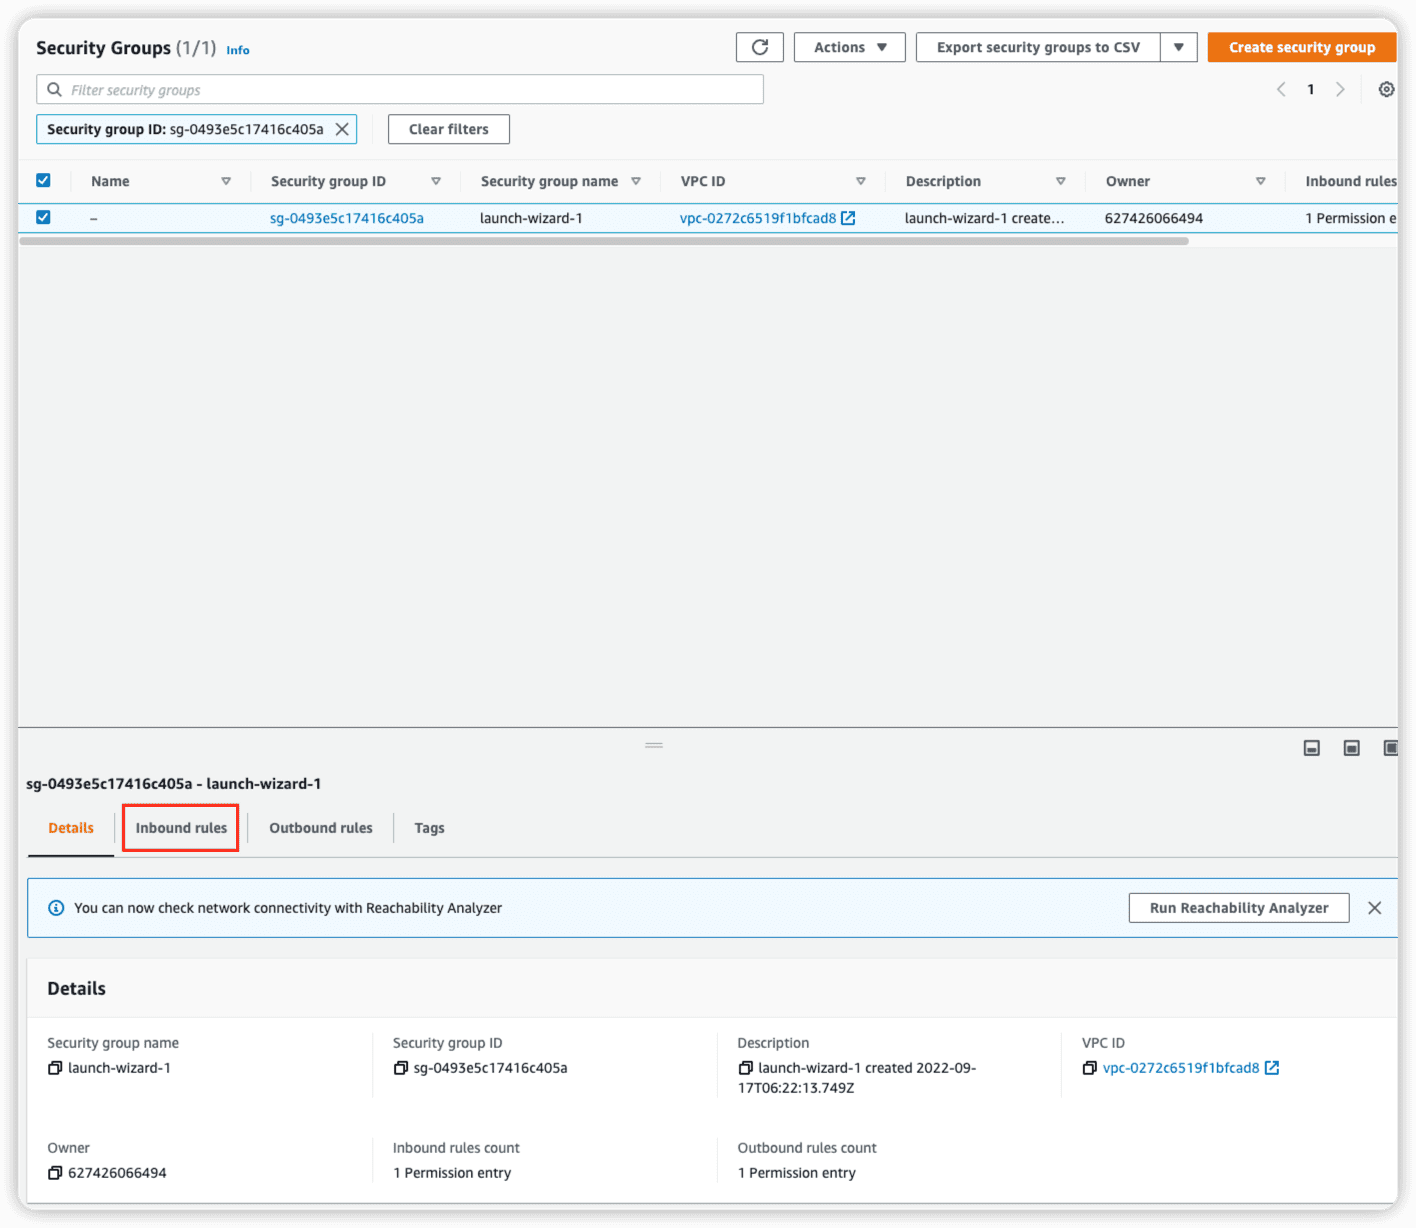 Security Groups (1/1) Info
Actions
Export security groups to CSV
Create security group
Filter security groups
1
Security group ID: sg-0493e5c17416c405a
Clear filters
Name Security group ID Security group name VPC ID Description Owner Inbound rules
– sg-0493e5c17416c405a launch-wizard-1 vpc-0272c6519f1bfcad8 launch-wizard-1 create... 627426066494 1 Permission e
sg-0493e5c17416c405a - launch-wizard-1
Details Inbound rules Outbound rules Tags
You can now check network connectivity with Reachability Analyzer
Run Reachability Analyzer
Details
Security group name Security group ID Description VPC ID
launch-wizard-1 sg-0493e5c17416c405a launch-wizard-1 created 2022-09- vpc-0272c6519f1bfcad8
17T06:22:13.749Z
Owner Inbound rules count Outbound rules count
627426066494 1 Permission entry 1 Permission entry